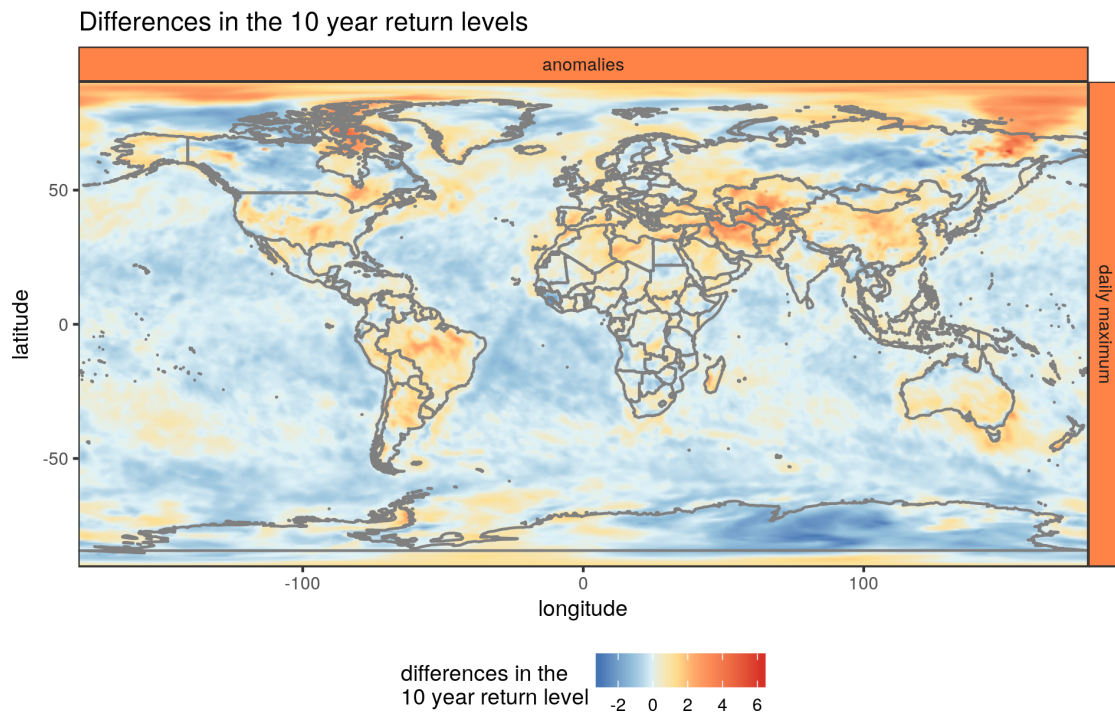 Differences in the 10 year return levels
anomalies
daily maximum
latitude
50
0
-50
-100
0
100
longitude
differences in the
10 year return level
-2
0
2
4
6